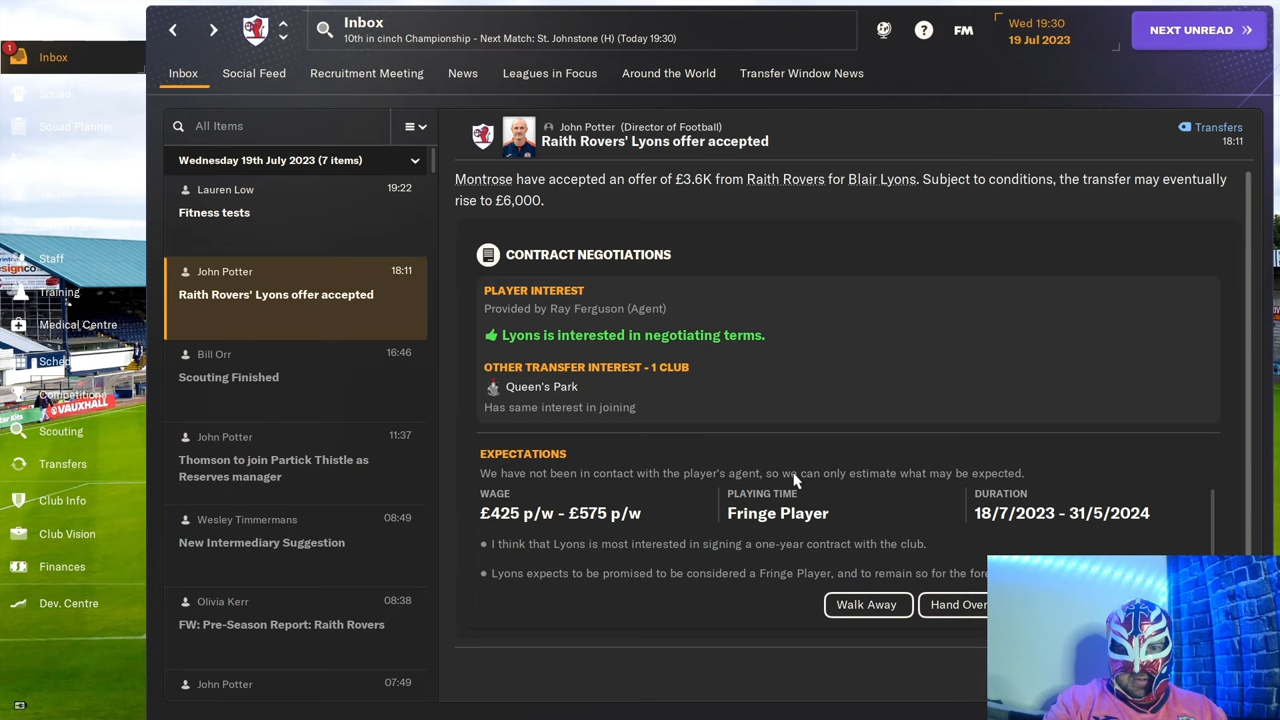 Inbox
10th in cinch Championship - Next Match: St. Johnstone (H) (Today 19:30)
FM
Wed 19:30
19 Jul 2023
NEXT UNREAD
1
Inbox
Squad
Squad Planner
Staff
Training
Medical Centre
Sched
Competitions
Scouting
Transfers
Club Info
Club Vision
Finances
Dev. Centre
VAUXHALL
Inbox
Social Feed
Recruitment Meeting
News
Leagues in Focus
Around the World
Transfer Window News
All Items
Wednesday 19th July 2023 (7 items)
Lauren Low 19:22
Fitness tests
John Potter 18:11
Raith Rovers' Lyons offer accepted
Bill Orr 16:46
Scouting Finished
John Potter 11:37
Thomson to join Partick Thistle as
Reserves manager
Wesley Timmermans 08:49
New Intermediary Suggestion
Olivia Kerr 08:38
FW: Pre-Season Report: Raith Rovers
John Potter 07:49
John Potter (Director of Football)
Raith Rovers' Lyons offer accepted
Transfers
18:11
Montrose have accepted an offer of £3.6K from Raith Rovers for Blair Lyons. Subject to conditions, the transfer may eventually
rise to £6,000.
CONTRACT NEGOTIATIONS
PLAYER INTEREST
Provided by Ray Ferguson (Agent)
Lyons is interested in negotiating terms.
OTHER TRANSFER INTEREST - 1 CLUB
Queen's Park
Has same interest in joining
EXPECTATIONS
We have not been in contact with the player's agent, so we can only estimate what may be expected.
WAGE
£425 p/w - £575 p/w
PLAYING TIME
Fringe Player
DURATION
18/7/2023 - 31/5/2024
I think that Lyons is most interested in signing a one-year contract with the club.
Lyons expects to be promised to be considered a Fringe Player, and to remain so for the fore
Walk Away
Hand Over